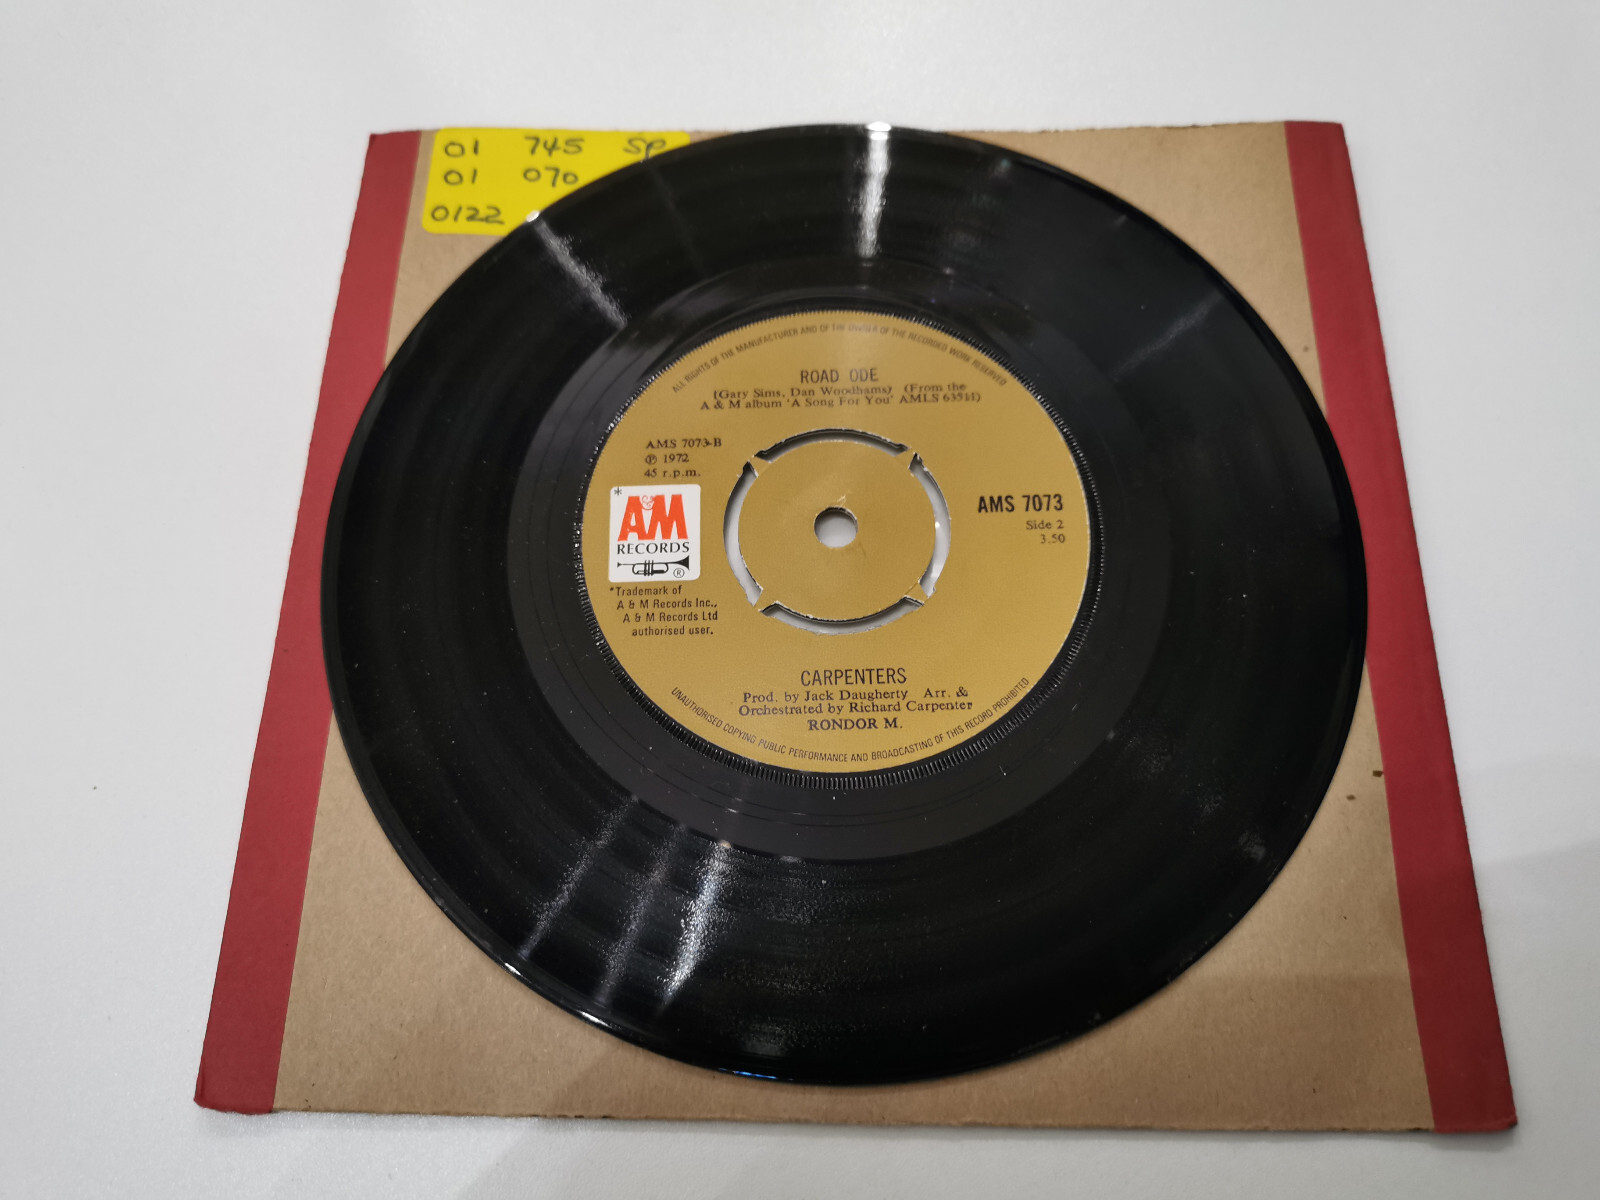 01 745 SP
01 070
0122
ALL RIGHTS OF THE MANUFACTURER AND OF THE OWNER OF THE RECORDED WORK RESERVED
ROAD ODE
(Gary Sims, Dan Woodhams) (From the
A & M album 'A Song For You' AMLS 63511)
AMS 7073-B
℗ 1972
45 r.p.m.
*
A&M
RECORDS
®
*Trademark of
A & M Records Inc.,
A & M Records Ltd
authorised user.
AMS 7073
Side 2
3.50
CARPENTERS
Prod. by Jack Daugherty Arr. &
Orchestrated by Richard Carpenter
RONDOR M.
UNAUTHORISED COPYING PUBLIC PERFORMANCE AND BROADCASTING OF THIS RECORD PROHIBITED